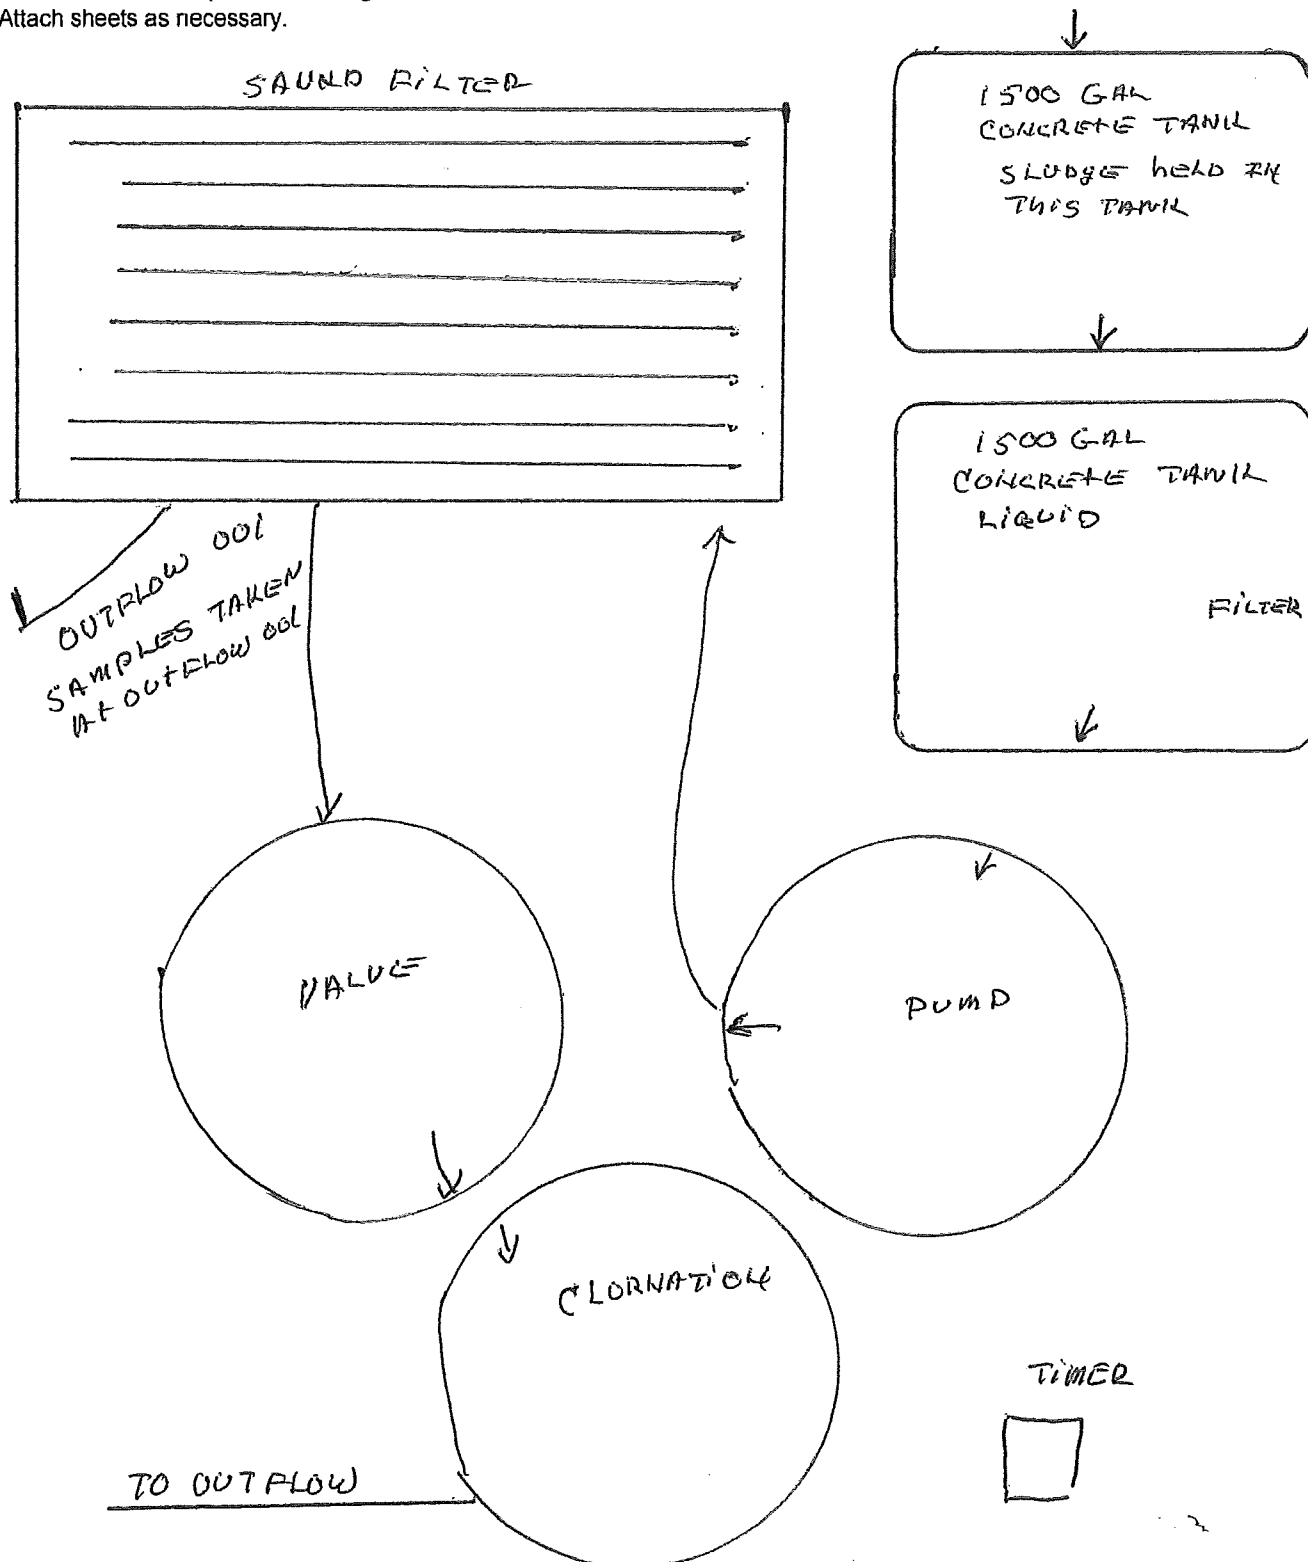 Attach sheets as necessary.
SAUND FILTER
1500 GAL
CONCRETE TANK
SLUDGE HELD IN
THIS TANK
1500 GAL
CONCRETE TANK
LIQUID
FILTER
OUTFLOW 001
SAMPLES TAKEN
At OUTFLOW 001
VALUE
PUMP
CLORNATION
TIMER
TO OUTFLOW